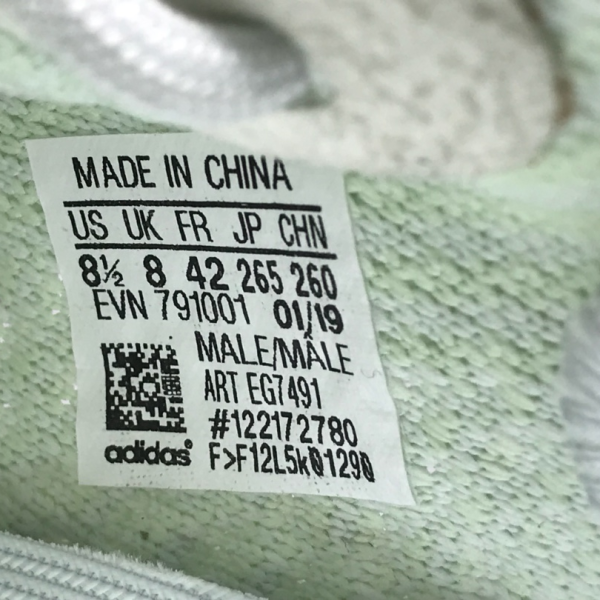 MADE IN CHINA
US UK FR JP CHN
8½ 8 42 265 260
EVN 791001 01/19
MALE/MÂLE
ART EG7491
#122172780
adidas® F>F12L5k01290